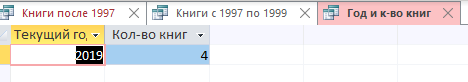 Книги после 1997 Книги с 1997 по 1999 Год и к-во книг
Текущий го, Кол-во книг
2019 4